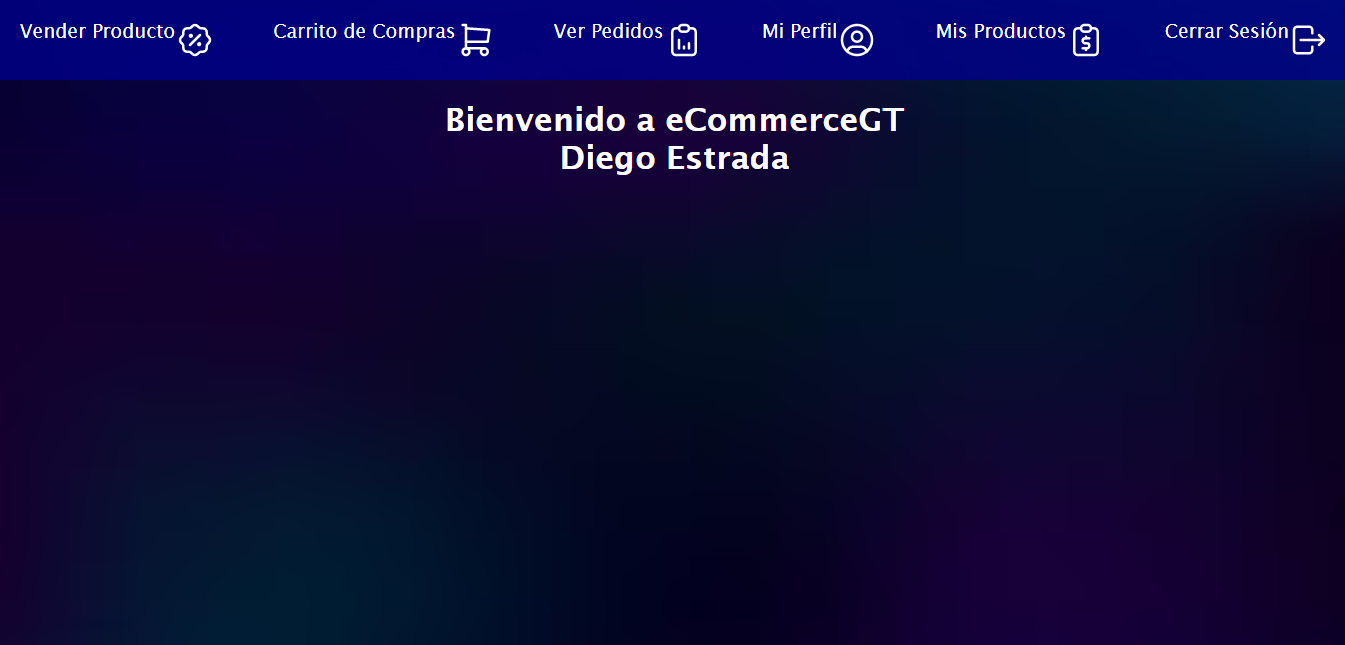 Vender Producto Carrito de Compras Ver Pedidos Mi Perfil Mis Productos Cerrar Sesión
Bienvenido a eCommerceGT
Diego Estrada